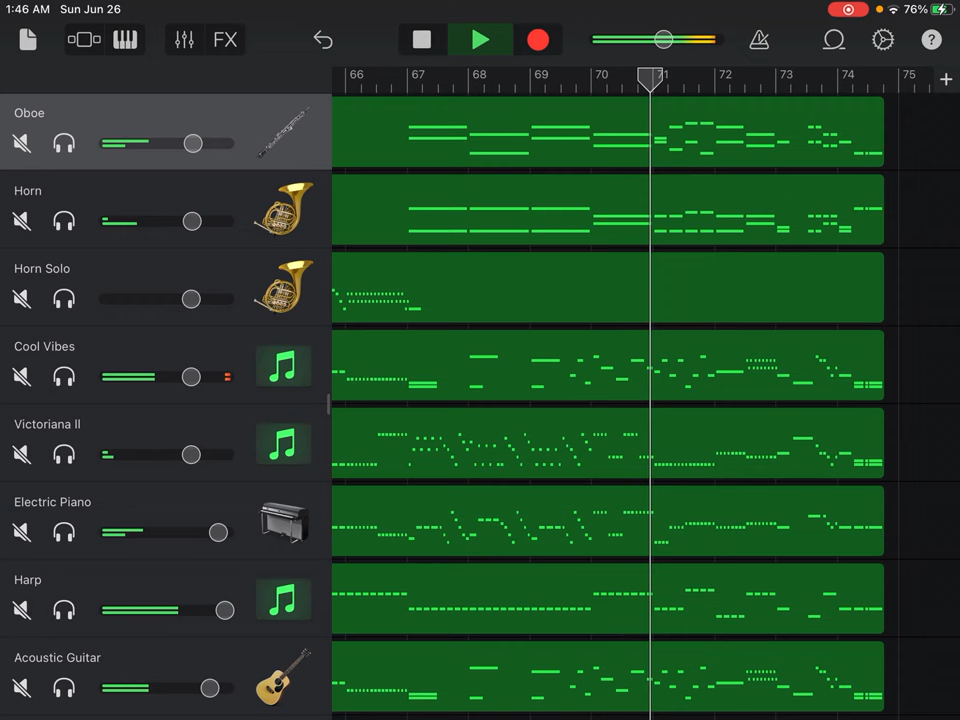 1:46 AM Sun Jun 26
76%
FX
?
66 67 68 69 70 71 72 73 74 75 +
Oboe
Horn
Horn Solo
Cool Vibes
Victoriana II
Electric Piano
Harp
Acoustic Guitar